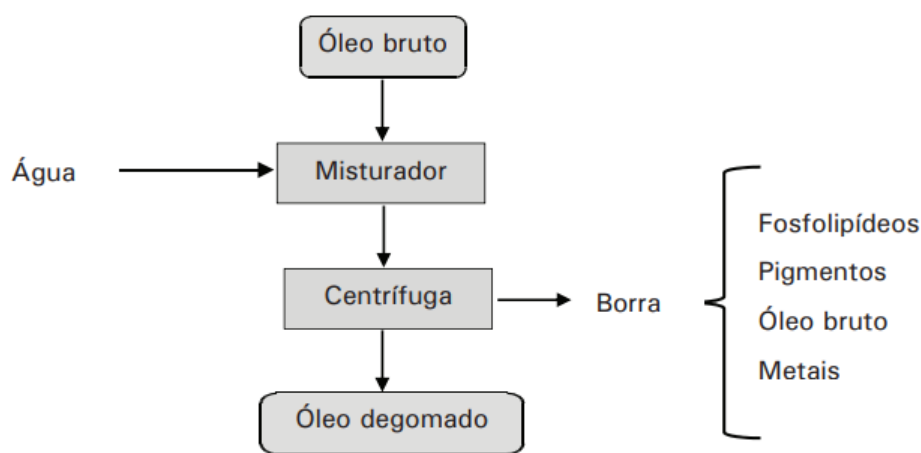 Óleo bruto
Água
Misturador
Centrífuga
Borra
Fosfolipídeos
Pigmentos
Óleo bruto
Metais
Óleo degomado